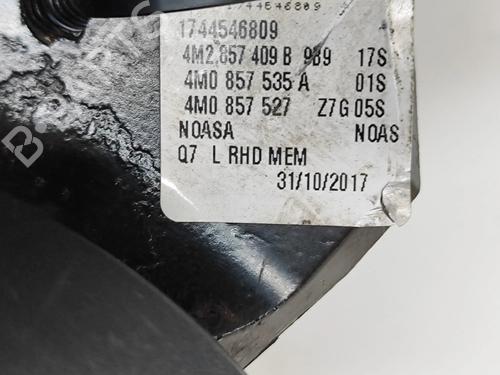 1744546809
1744546809
4M2.857 409 B 9B9 17S
4M0 857 535 A 01S
4M0 857 527 Z7G 05S
NOASA NOAS
Q7 L RHD MEM
31/10/2017